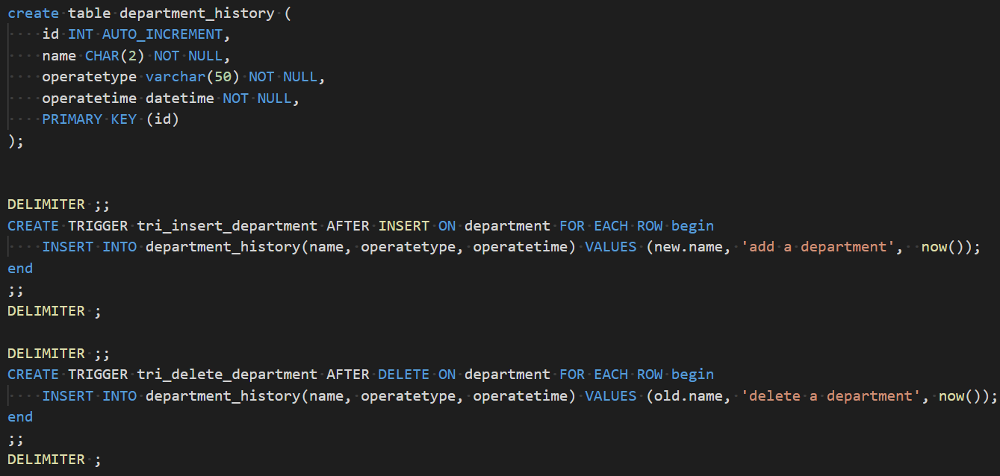 create table department_history (
    id INT AUTO_INCREMENT,
    name CHAR(2) NOT NULL,
    operatetype varchar(50) NOT NULL,
    operatetime datetime NOT NULL,
    PRIMARY KEY (id)
);
DELIMITER ;;
CREATE TRIGGER tri_insert_department AFTER INSERT ON department FOR EACH ROW begin
    INSERT INTO department_history(name, operatetype, operatetime) VALUES (new.name, 'add a department',  now());
end
;;
DELIMITER ;
DELIMITER ;;
CREATE TRIGGER tri_delete_department AFTER DELETE ON department FOR EACH ROW begin
    INSERT INTO department_history(name, operatetype, operatetime) VALUES (old.name, 'delete a department', now());
end
;;
DELIMITER ;